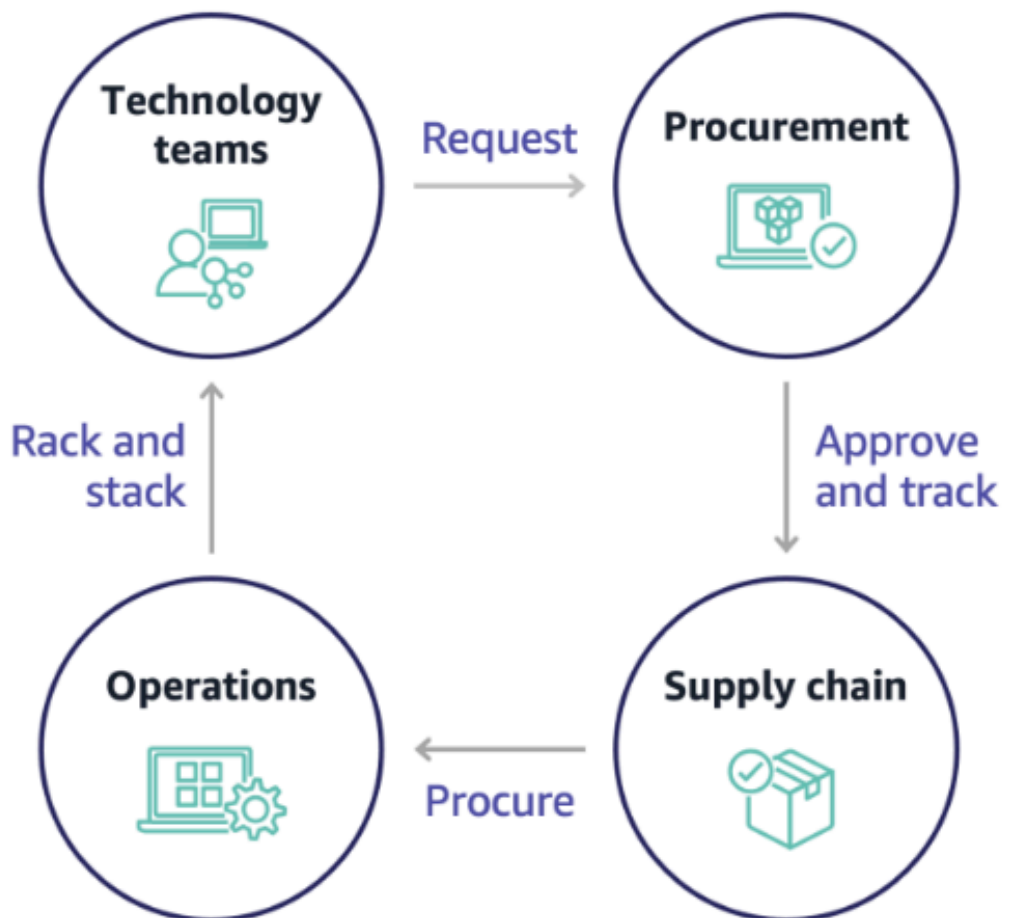 Technology
teams
Request
Procurement
Rack and
stack
Approve
and track
Operations
Procure
Supply chain